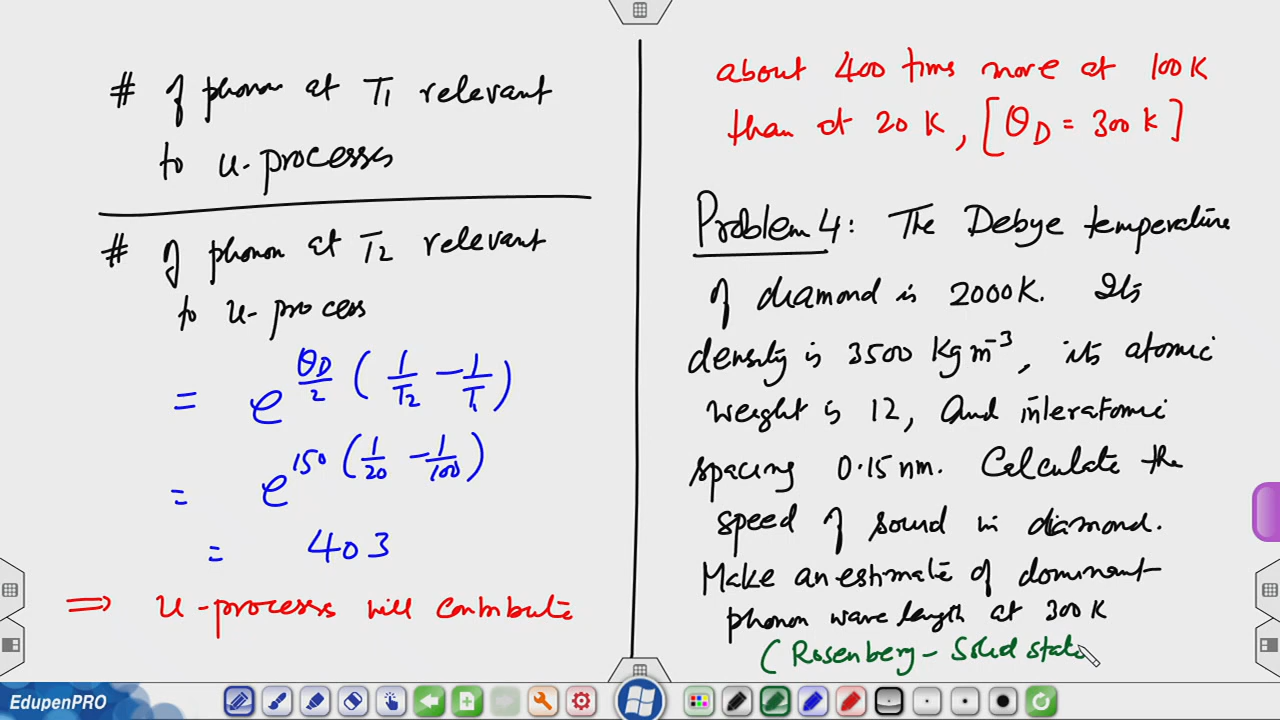 # of phonon at T1 relevant
to U-processes
# of phonon at T2 relevant
to U-process
= e^{θD/2 (1/T2 - 1/T1)}
= e^{150 (1/20 - 1/100)}
= 403
⇒ U-processes will contribute
about 400 times more at 100K
than at 20 K, [θD = 300 K]
Problem 4: The Debye temperature
of diamond is 2000K. Its
density is 3500 Kg m⁻³, its atomic
weight is 12, and interatomic
spacing 0.15 nm. Calculate the
speed of sound in diamond.
Make an estimate of dominant
phonon wave length at 300 K
(Rosenberg - Solid state
EdupenPRO